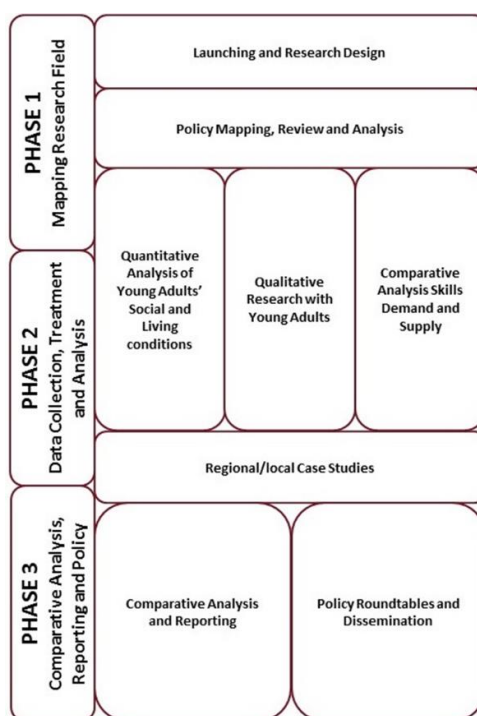 PHASE 1
Mapping Research Field
Launching and Research Design
Policy Mapping, Review and Analysis
Quantitative
Analysis of
Young Adults’
Social and
Living
conditions
Qualitative
Research with
Young Adults
Comparative
Analysis Skills
Demand and
Supply
PHASE 2
Data Collection, Treatment
and Analysis
Regional/local Case Studies
PHASE 3
Comparative Analysis,
Reporting and Policy
Comparative Analysis
and Reporting
Policy Roundtables and
Dissemination